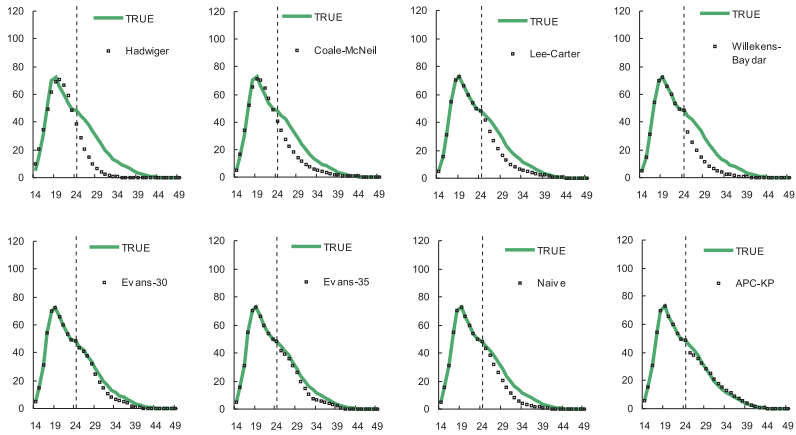 120 TRUE
100 Hadwiger
80
60
40
20
0
14 19 24 29 34 39 44 49
120 TRUE
100 Coale-McNeil
80
60
40
20
0
14 19 24 29 34 39 44 49
120 TRUE
100 Lee-Carter
80
60
40
20
0
14 19 24 29 34 39 44 49
120 TRUE
100 Willekens-
Baydar
80
60
40
20
0
14 19 24 29 34 39 44 49
120 TRUE
100 Evans-30
80
60
40
20
0
14 19 24 29 34 39 44 49
120 TRUE
100 Evans-35
80
60
40
20
0
14 19 24 29 34 39 44 49
120 TRUE
100 Naive
80
60
40
20
0
14 19 24 29 34 39 44 49
120 TRUE
100 APC-KP
80
60
40
20
0
14 19 24 29 34 39 44 49